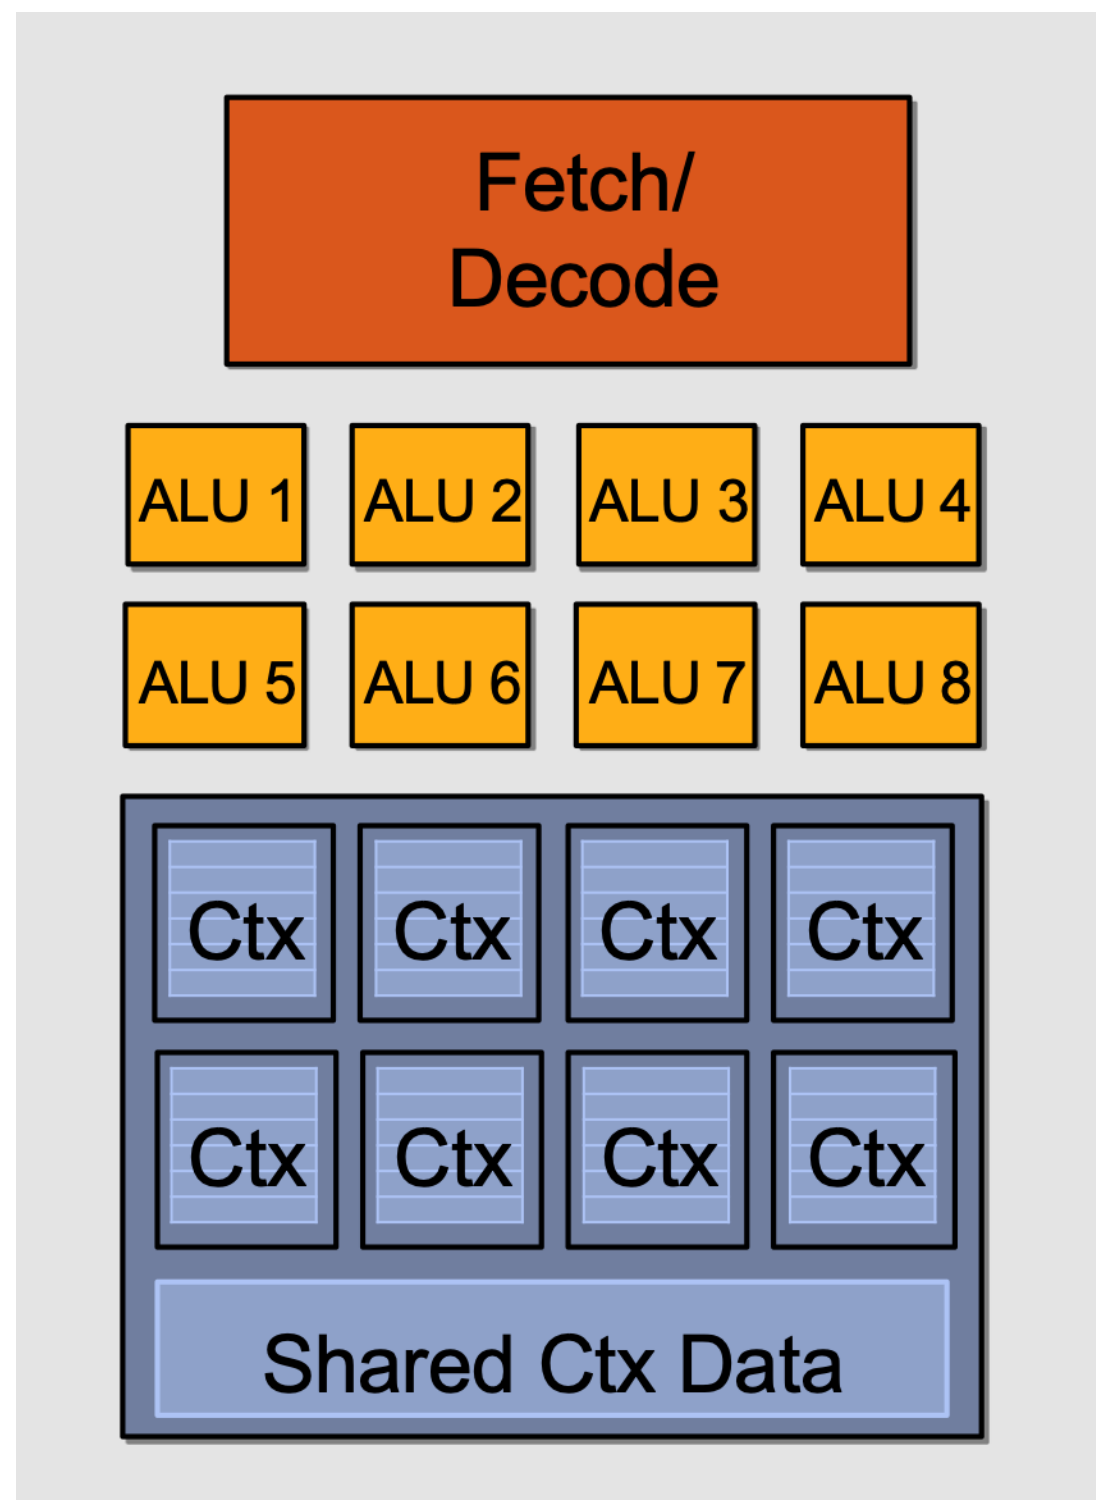 Fetch/
Decode
ALU 1 ALU 2 ALU 3 ALU 4
ALU 5 ALU 6 ALU 7 ALU 8
Ctx Ctx Ctx Ctx
Ctx Ctx Ctx Ctx
Shared Ctx Data